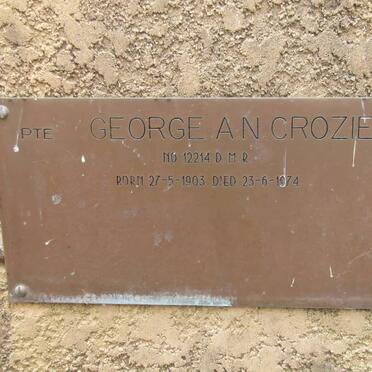 PTE GEORGE A.N. CROZIE
NO. 12214 D.M.R.
BORN 27-5-1903. DIED 23-6-1974.